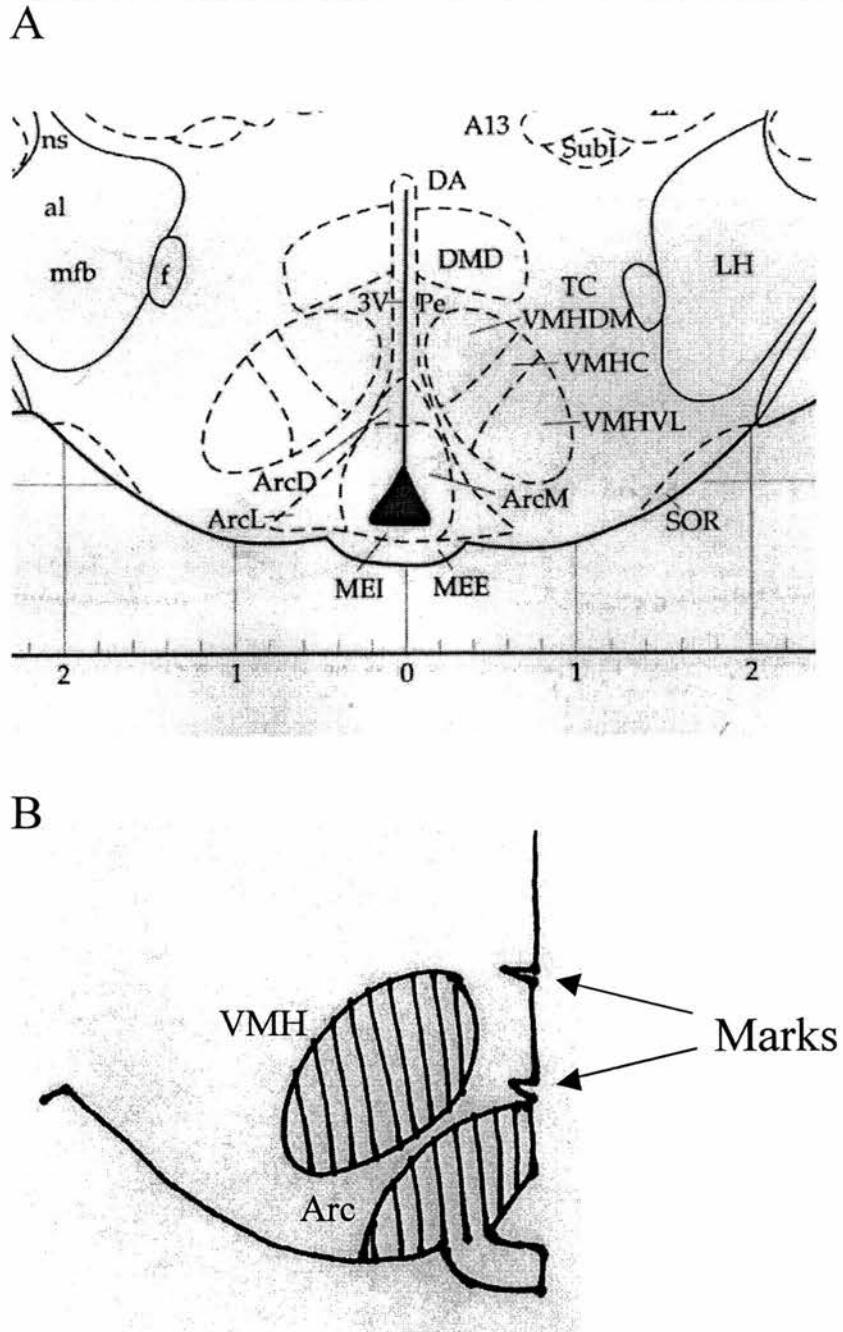 A
A13
SubI
ns
DA
al
DMD
mfb
f
TC
LH
3V
Pe
VMHDM
VMHC
VMHVL
ArcD
ArcM
ArcL
SOR
MEI
MEE
2
1
0
1
2
B
VMH
Marks
Arc